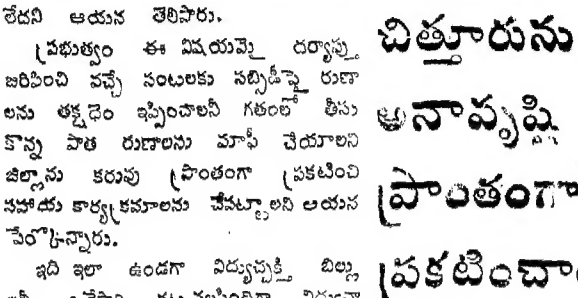 లేదని ఆయన తెలిపారు.
ప్రభుత్వం ఈ విషయమై దర్యాప్తు
జరిపించి వచ్చే పంటలకు సబ్సిడీపై రుణా
లను తక్షణం ఇప్పించాలనీ గతంలో తీసు
కొన్న పాత రుణాలను మాఫీ చేయాలని
జిల్లాను కరువు ప్రాంతంగా ప్రకటించి
సహాయ కార్యక్రమాలను చేపట్టాలని ఆయన
పేర్కొన్నారు.
ఇది ఇలా ఉండగా విద్యుచ్ఛక్తి బిల్లు
చిత్తూరును
అనావృష్టి
ప్రాంతంగా
ప్రకటించా